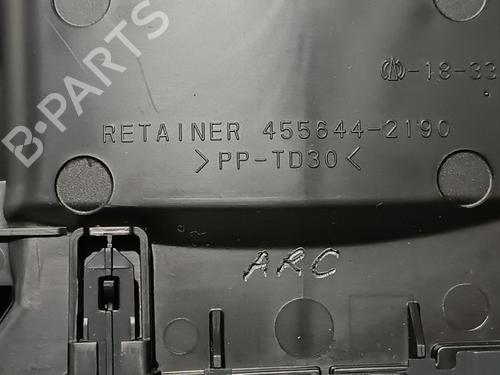 -18-33
RETAINER 455644-2190
>PP-TD30<
ARC
B-PARTS